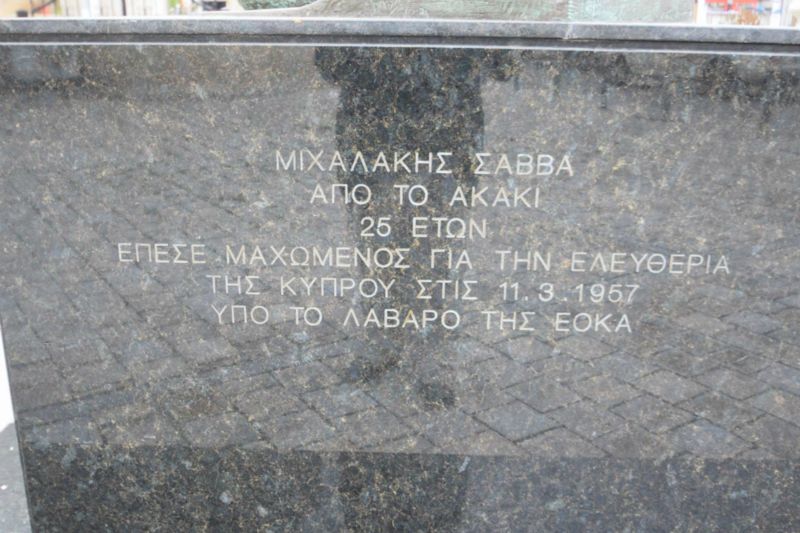 ΜΙΧΑΛΑΚΗΣ ΣΑΒΒΑ
ΑΠΟ ΤΟ ΑΚΑΚΙ
25 ΕΤΩΝ
ΕΠΕΣΕ ΜΑΧΩΜΕΝΟΣ ΓΙΑ ΤΗΝ ΕΛΕΥΘΕΡΙΑ
ΤΗΣ ΚΥΠΡΟΥ ΣΤΙΣ 11.3.1957
ΥΠΟ ΤΟ ΛΑΒΑΡΟ ΤΗΣ ΕΟΚΑ